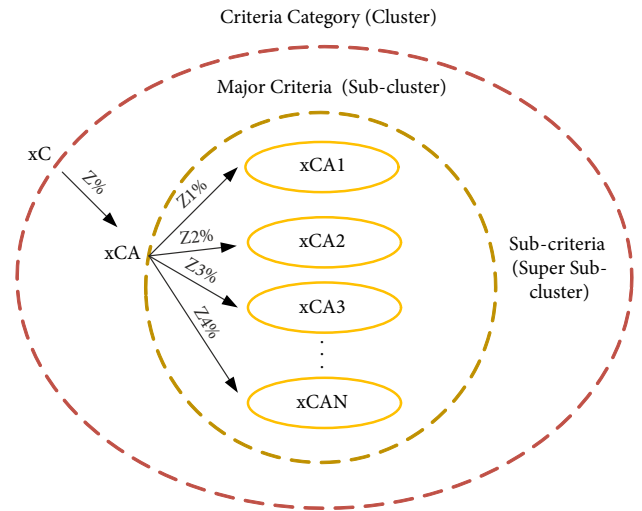 Criteria Category (Cluster)
Major Criteria (Sub-cluster)
xC
Z%
xCA
Z1%
Z2%
Z3%
Z4%
xCA1
xCA2
xCA3
xCAN
Sub-criteria
(Super Sub-
cluster)